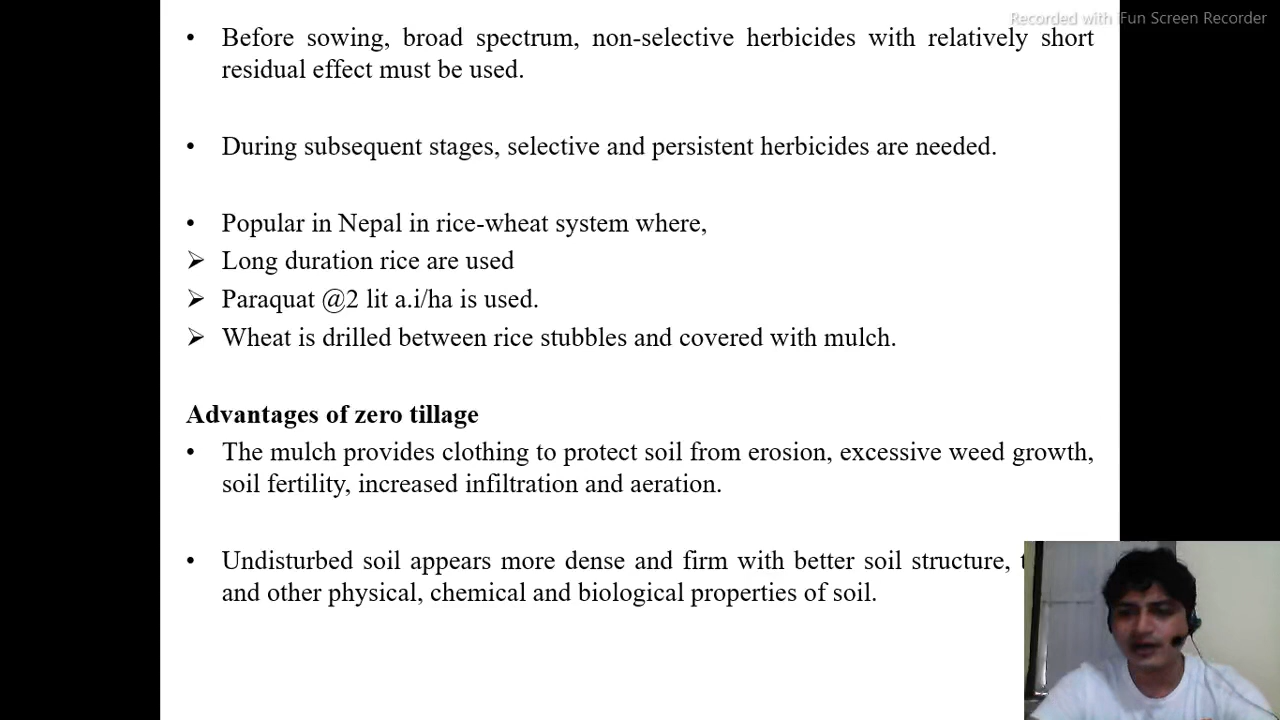 Recorded with iFun Screen Recorder
• Before sowing, broad spectrum, non-selective herbicides with relatively short
residual effect must be used.
• During subsequent stages, selective and persistent herbicides are needed.
• Popular in Nepal in rice-wheat system where,
➢ Long duration rice are used
➢ Paraquat @2 lit a.i/ha is used.
➢ Wheat is drilled between rice stubbles and covered with mulch.
Advantages of zero tillage
• The mulch provides clothing to protect soil from erosion, excessive weed growth,
soil fertility, increased infiltration and aeration.
• Undisturbed soil appears more dense and firm with better soil structure,
and other physical, chemical and biological properties of soil.